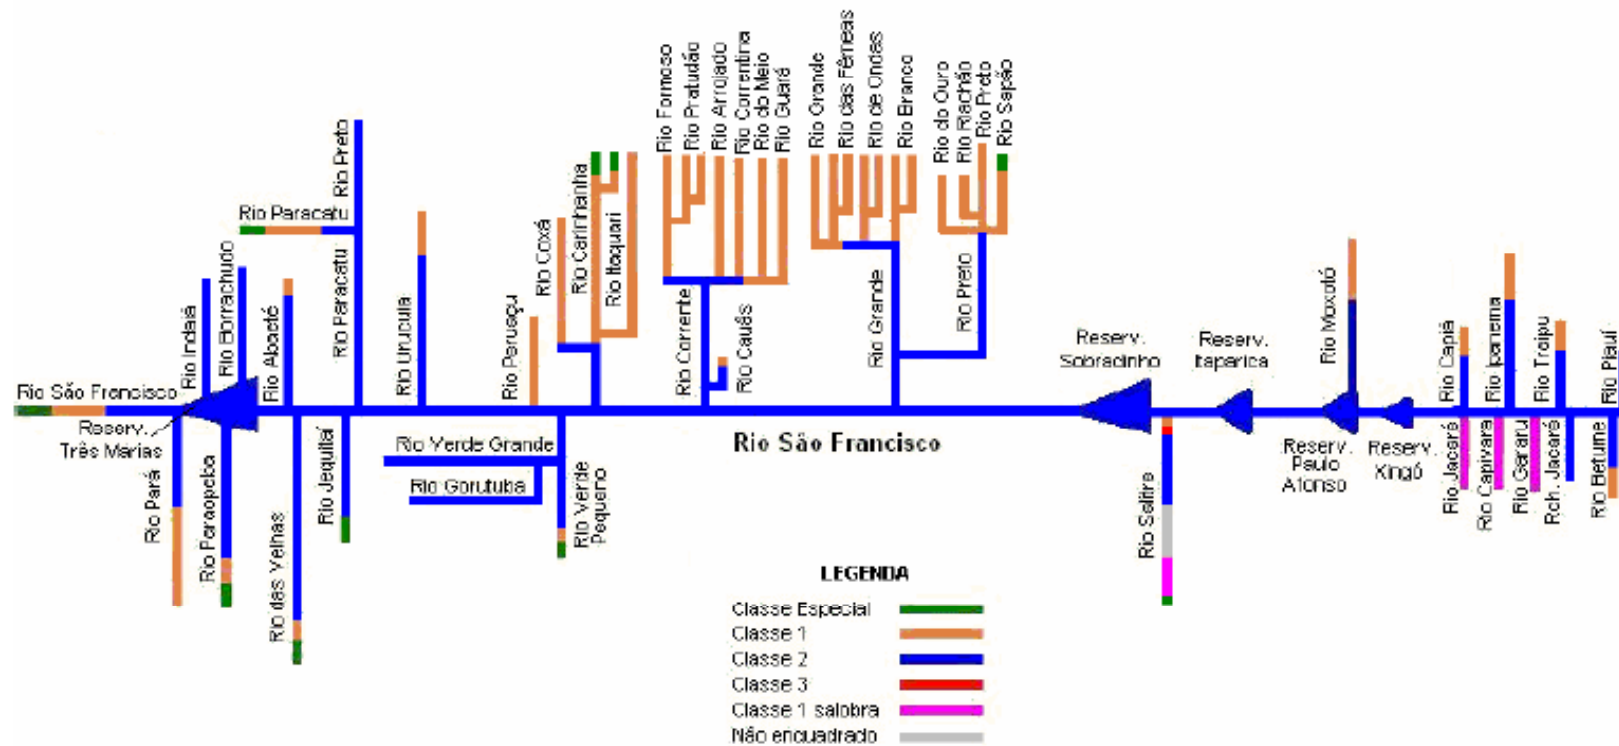 Rio São Francisco
Reserv.
Três Marias
Rio Pará
Rio Indaiá
Rio Borrachudo
Rio Paraopeba
Rio Abaeté
Rio das Velhas
Rio Paracatu
Rio Preto
Rio Paracatu
Rio Jequitaí
Rio Urucuia
Rio Verde Grande
Rio Gorutuba
Rio Peruaçu
Rio Coxá
Rio Verde
Pequeno
Rio Carinhanha
Rio Itaguari
Rio Formoso
Rio Pratudão
Rio Arrojado
Rio Correntina
Rio do Meio
Rio Guará
Rio Corrente
Rio Grande
Rio das Fêmeas
Rio de Ondas
Rio Branco
Rio Grande
Rio do Ouro
Rio Riachão
Rio Preto
Rio Sapão
Rio Preto
Rio São Francisco
Reserv.
Sobradinho
Rio Salitre
Reserv.
Itaparica
Rio Moxotó
Reserv.
Paulo
Afonso
Reserv.
Xingó
Rio Capiá
Rio Jacaré
Rio Ipanema
Rio Capivara
Rio Gararu
Rio Traipu
Rch. Jacaré
Rio Piauí
Rio Betume
LEGENDA
Classe Especial
Classe 1
Classe 2
Classe 3
Classe 1 salobra
Não enquadrado